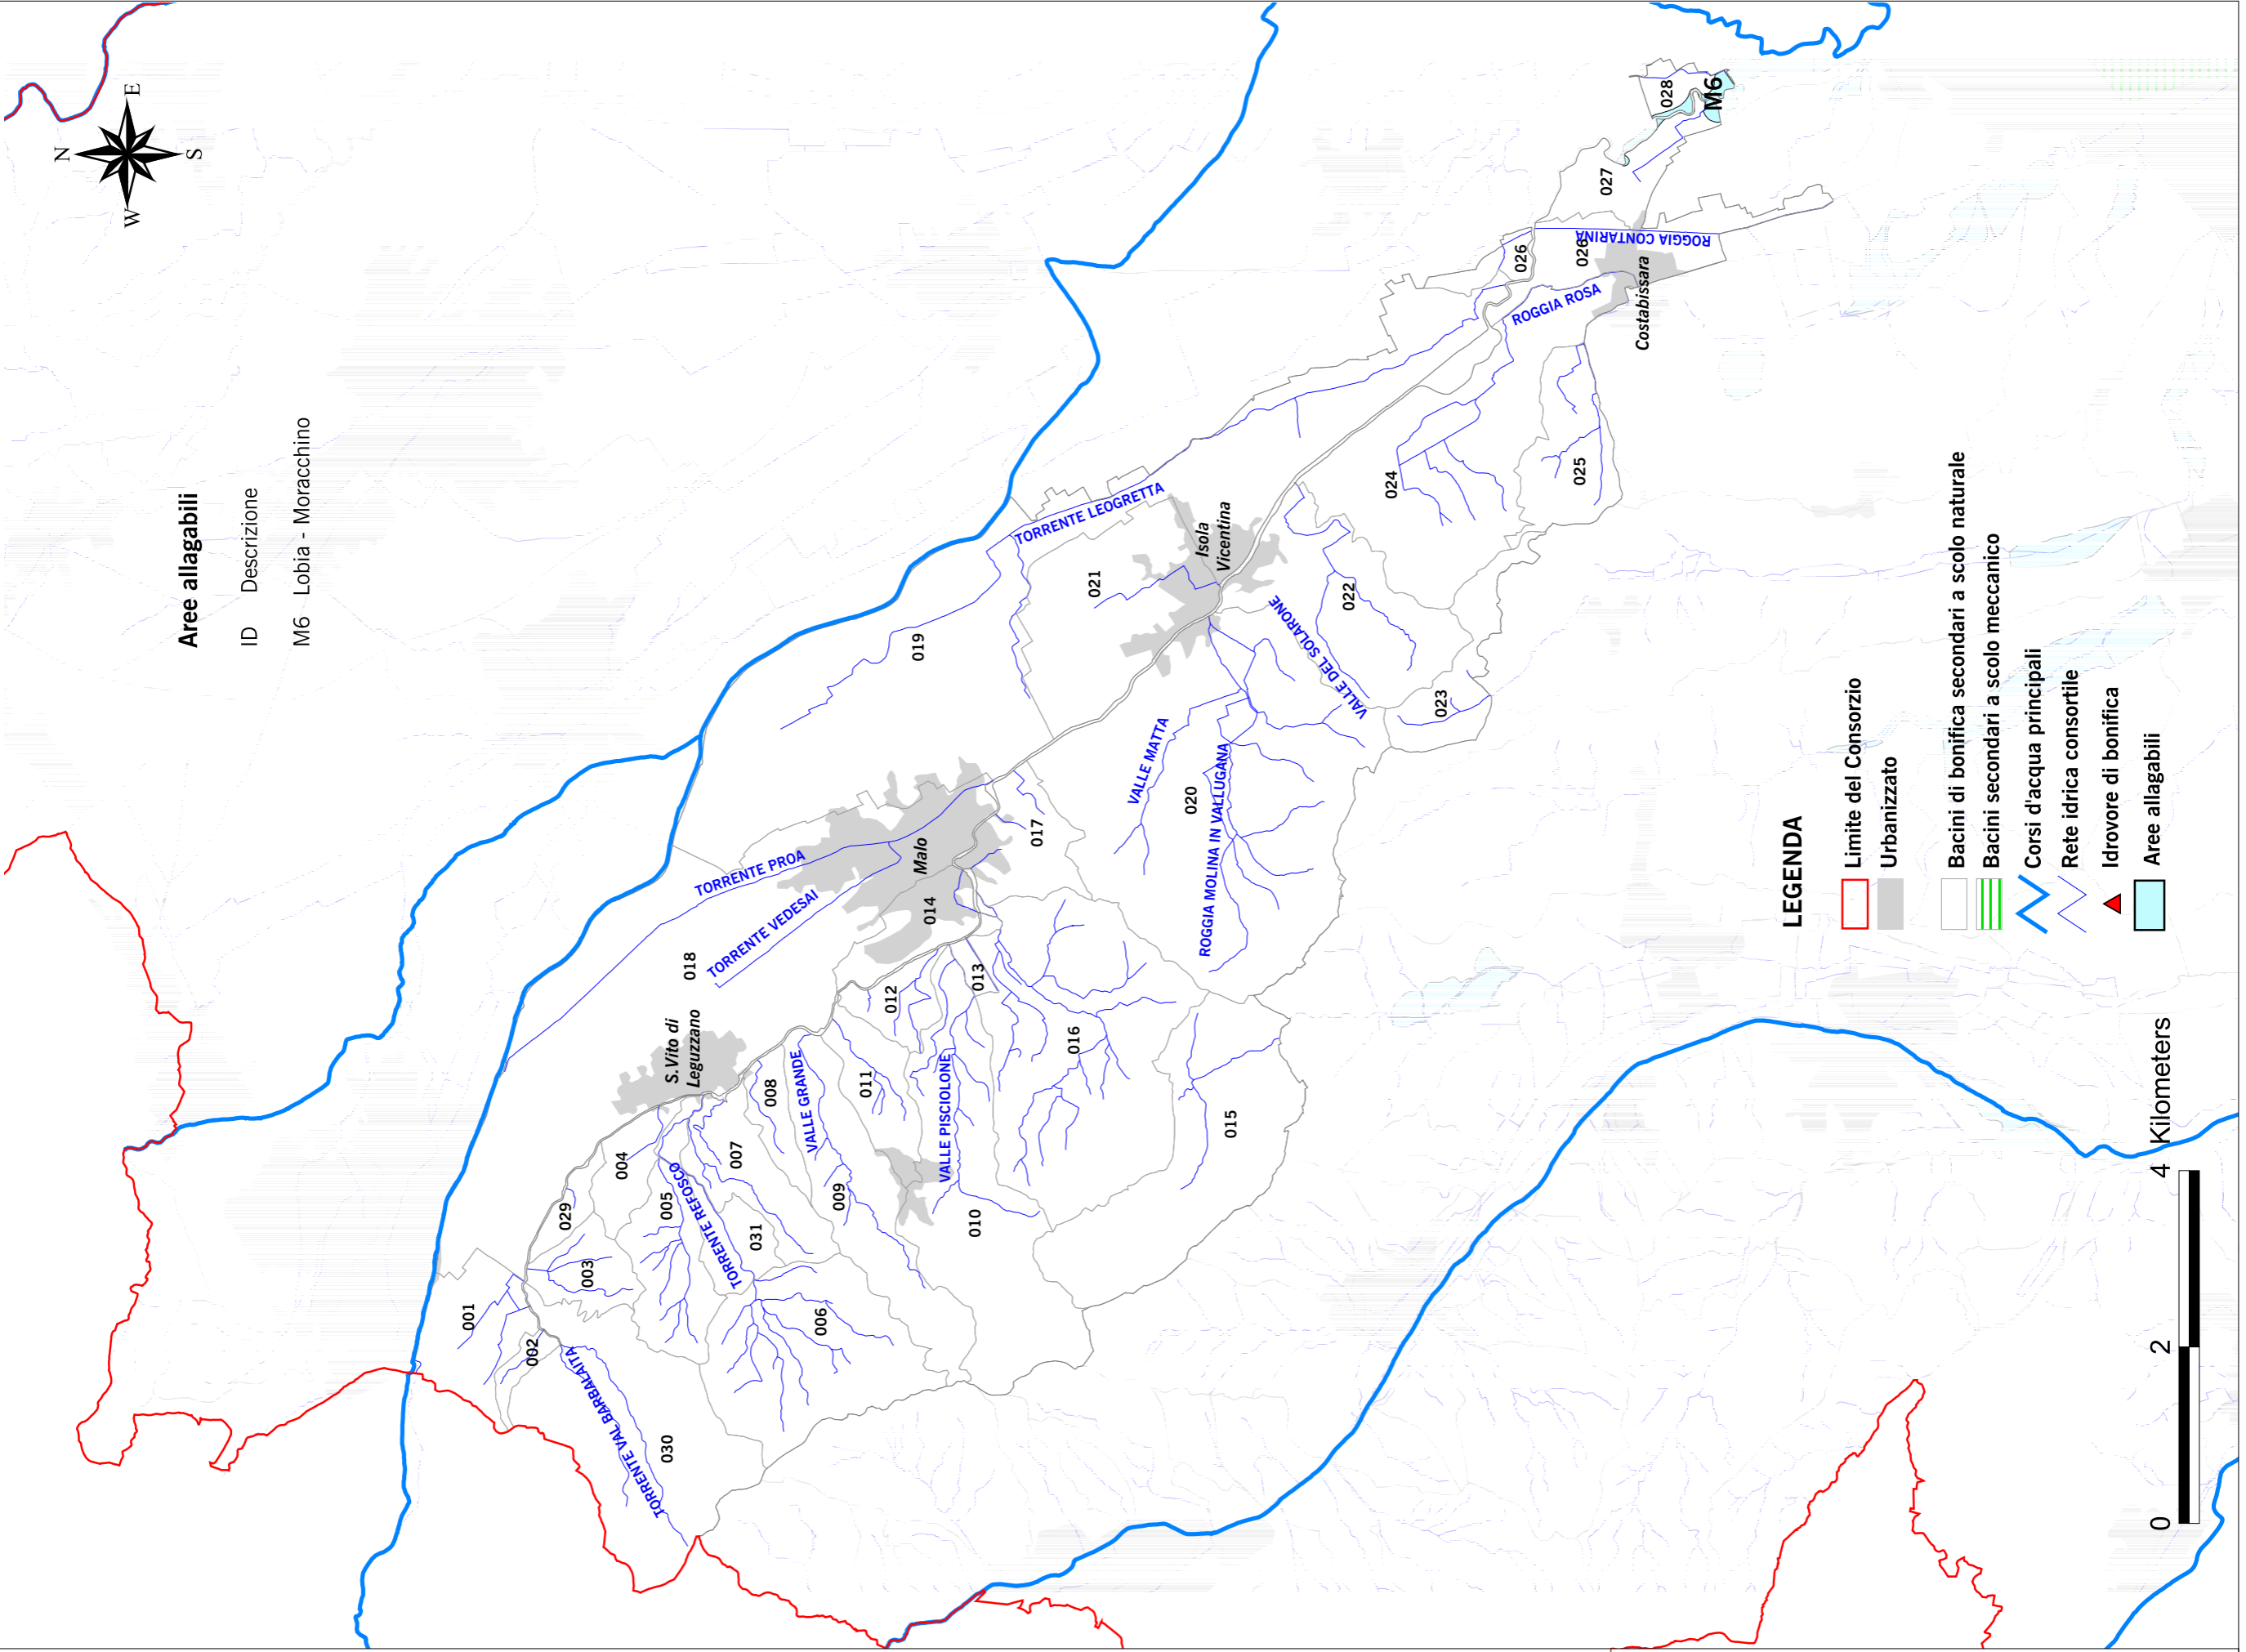 N
E
S
W
Aree allagabili
ID Descrizione
M6 Lobia - Moracchino
001
002
TORRENTE VAL BARBALAITA
030
003
029
004
005
TORRENTE REFOSCO
031
006
007
008
VALLE GRANDE
009
011
VALLE PISCIOLONE
010
012
013
S.Vito di
Leguzzano
018
TORRENTE PROA
TORRENTE VEDESAI
Malo
014
017
016
015
019
TORRENTE LEOGRETTA
021
Isola
Vicentina
VALLE MATTA
020
ROGGIA MOLINA IN VALLUGANA
VALLE DEL SOLARONE
022
023
024
025
026
026
ROGGIA ROSA
ROGGIA CONTARINA
Costabissara
027
028
M6
LEGENDA
Limite del Consorzio
Urbanizzato
Bacini di bonifica secondari a scolo naturale
Bacini secondari a scolo meccanico
Corsi d'acqua principali
Rete idrica consortile
Idrovore di bonifica
Aree allagabili
0 2 4 Kilometers